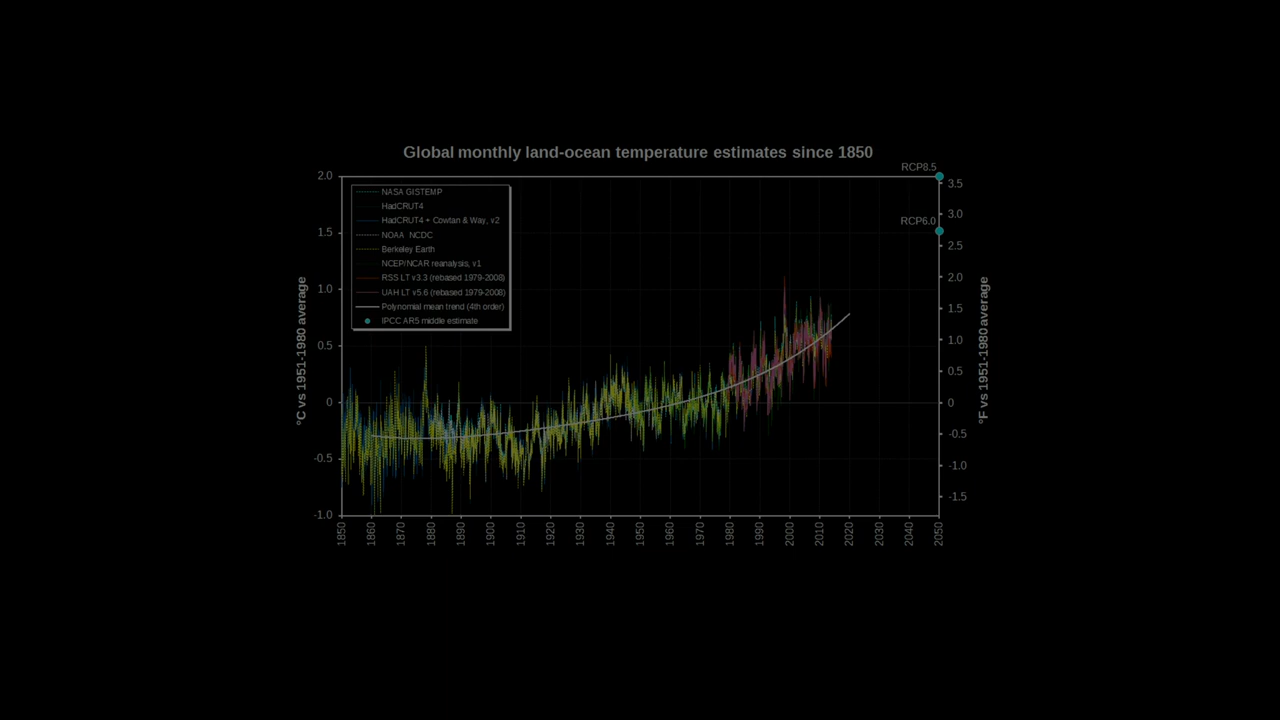 Global monthly land-ocean temperature estimates since 1850
RCP8.5
RCP6.0
°C vs 1951-1980 average
2.0
1.5
1.0
0.5
0
-0.5
-1.0
NASA GISTEMP
HadCRUT4
HadCRUT4 + Cowtan & Way, v2
NOAA NCDC
Berkeley Earth
NCEP/NCAR reanalysis, v1
RSS LT v3.3 (rebased 1979-2008)
UAH LT v5.6 (rebased 1979-2008)
Polynomial mean trend (4th order)
IPCC AR5 middle estimate
3.5
3.0
2.5
2.0
1.5
1.0
0.5
0
-0.5
-1.0
-1.5
°F vs 1951-1980 average
1850 1860 1870 1880 1890 1900 1910 1920 1930 1940 1950 1960 1970 1980 1990 2000 2010 2020 2030 2040 2050